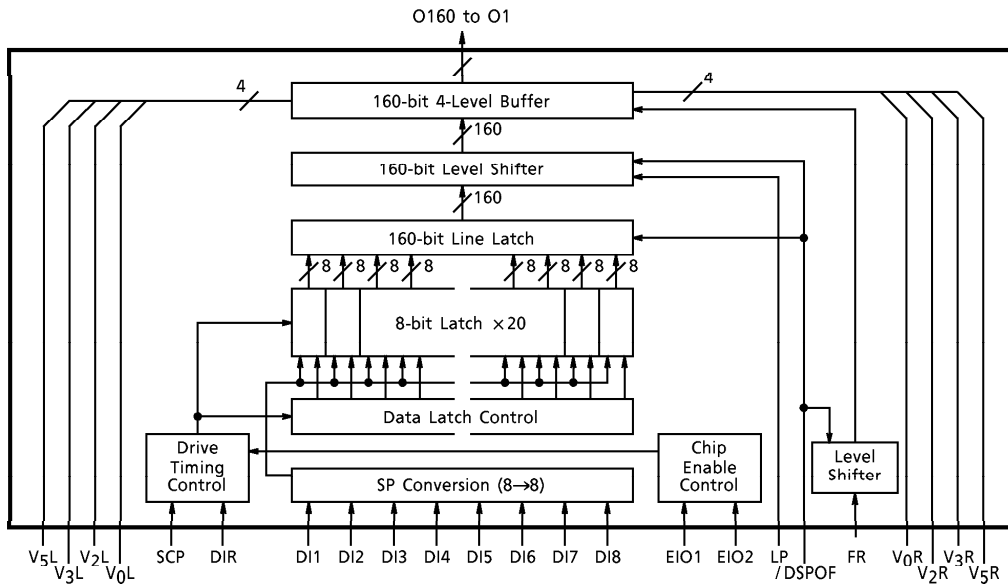 O160 to O1
4
4
160-bit 4-Level Buffer
160
160-bit Level Shifter
160
160-bit Line Latch
8 8 8 8 8 8 8 8
8-bit Latch ×20
Data Latch Control
Drive
Timing
Control
Chip
Enable
Control
Level
Shifter
SP Conversion (8→8)
V5L
V3L
V2L
V0L
SCP
DIR
DI1
DI2
DI3
DI4
DI5
DI6
DI7
DI8
EIO1
EIO2
LP
/DSPOF
FR
V0R
V2R
V3R
V5R